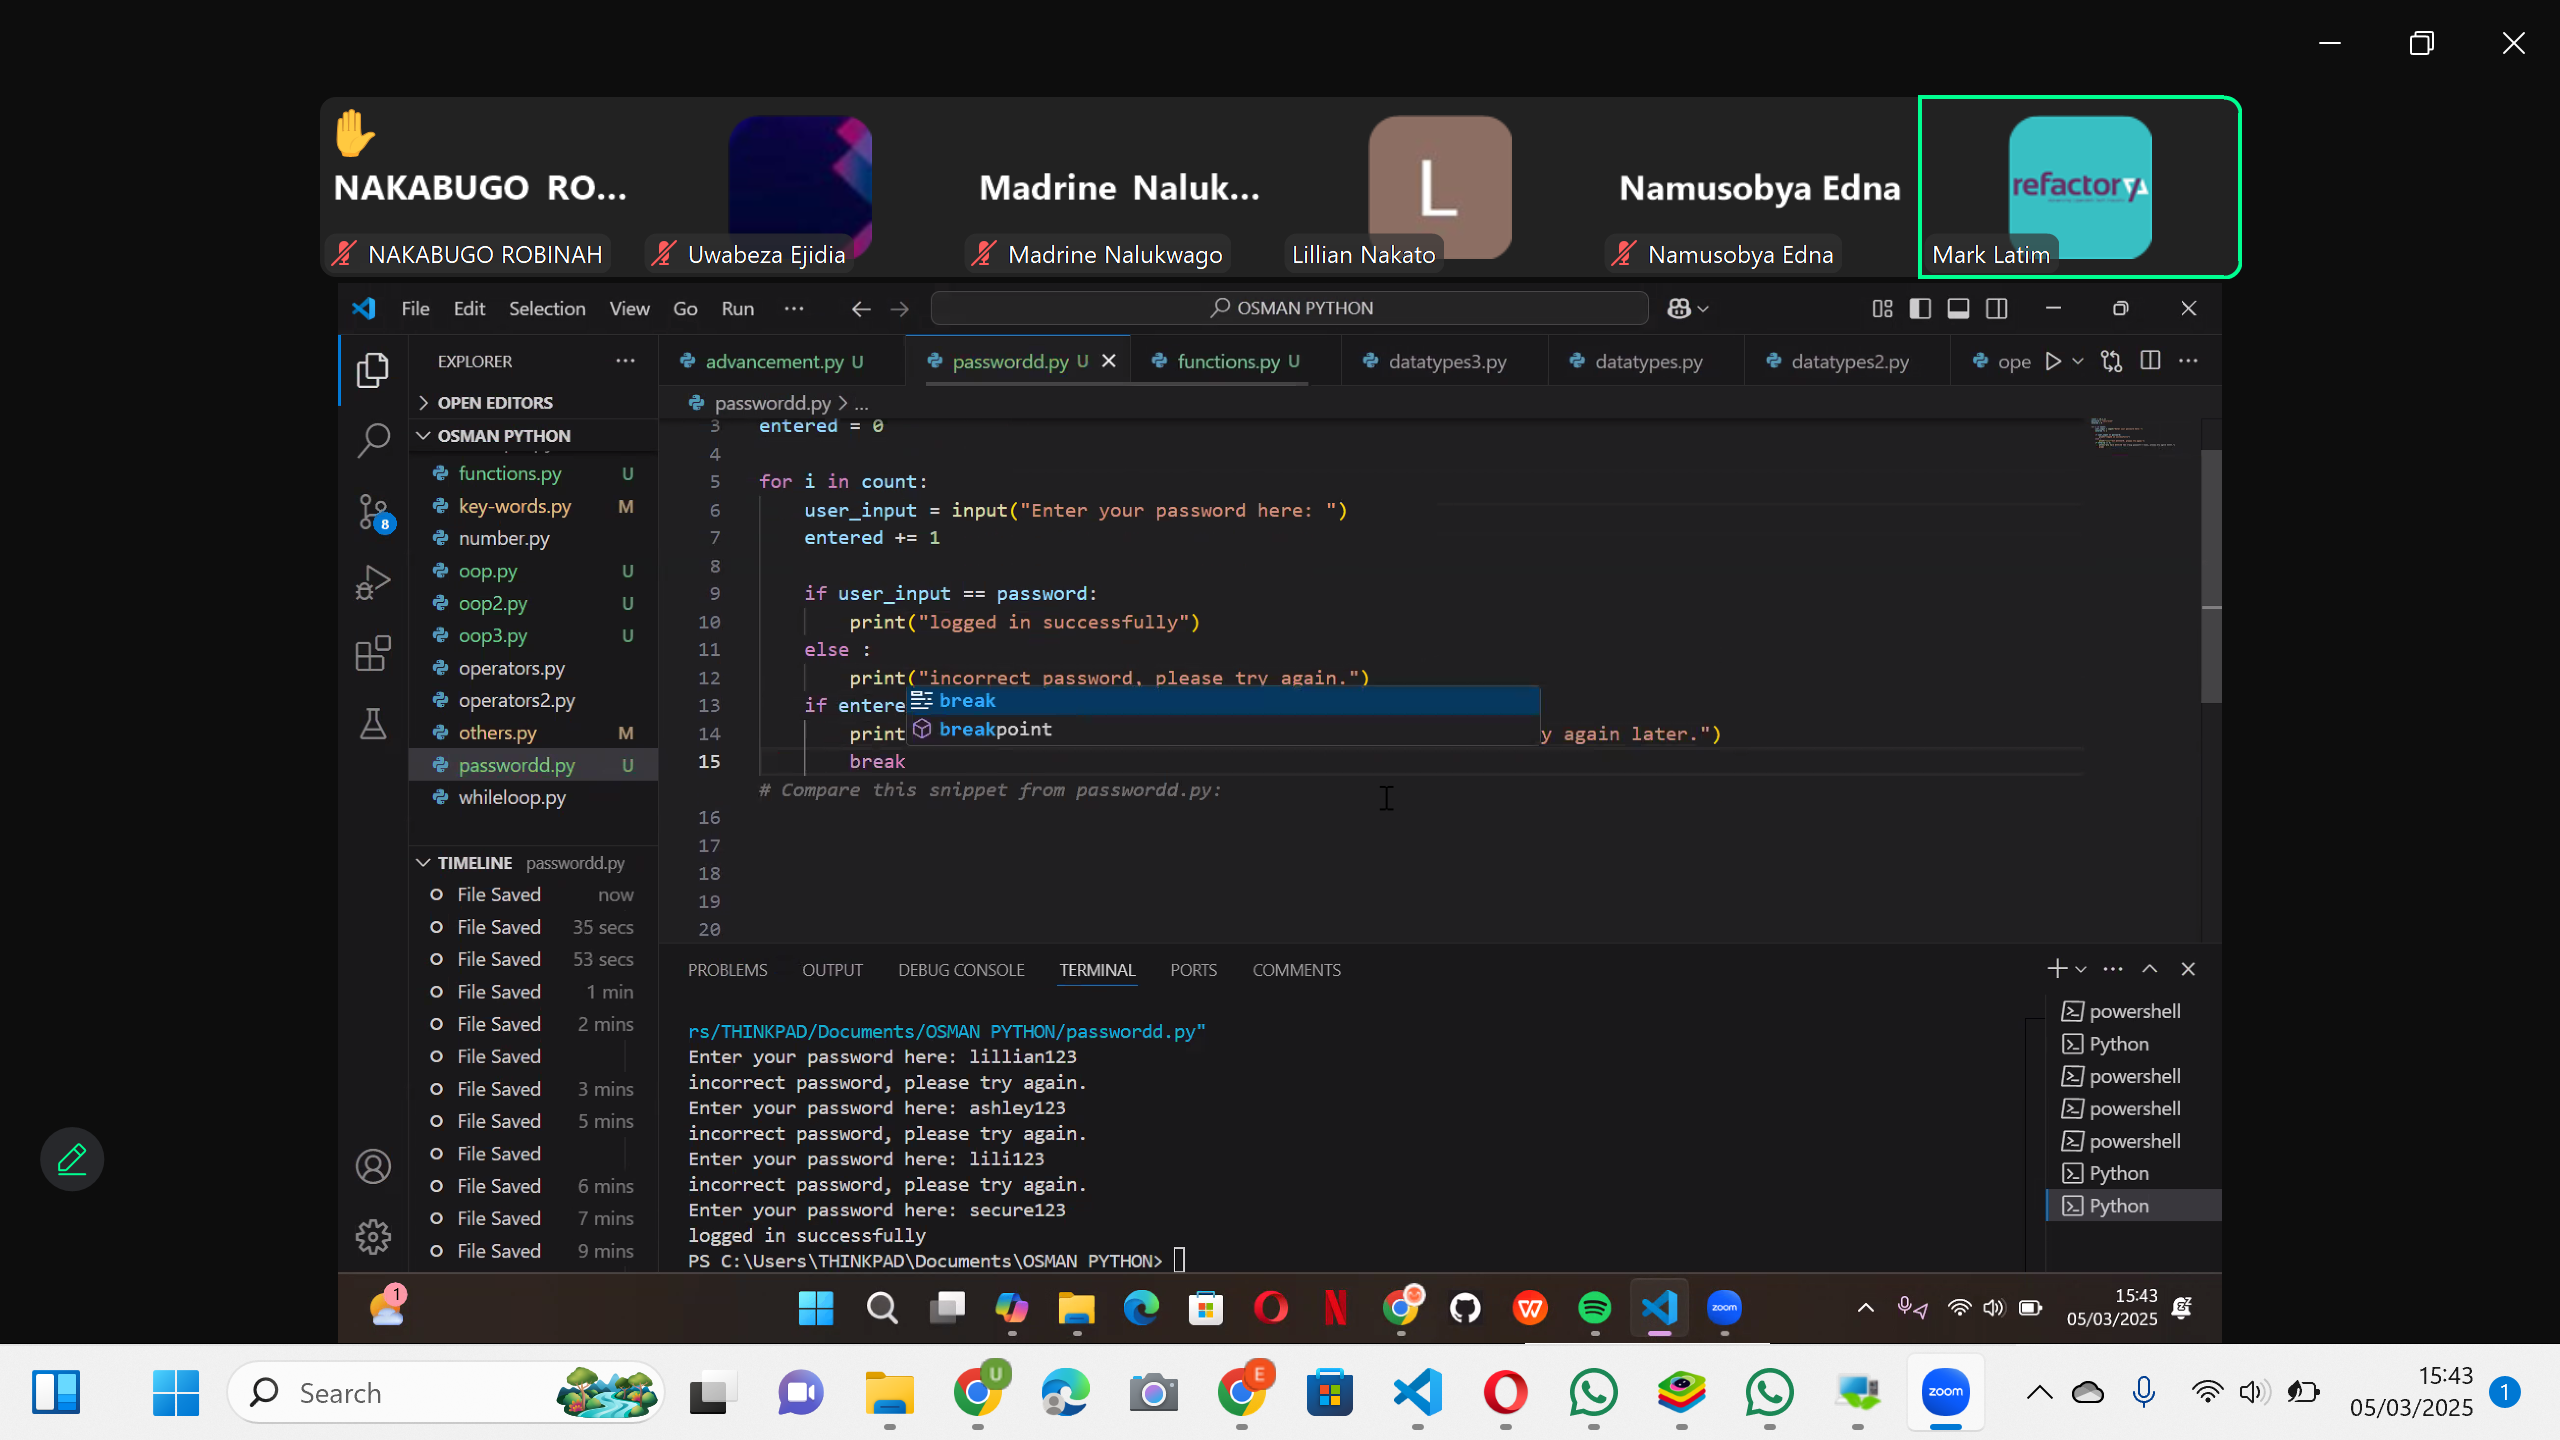 NAKABUGO RO...
Madrine Naluk...
L
Namusobya Edna
refactory
NAKABUGO ROBINAH
Uwabeza Ejidia
Madrine Nalukwago
Lillian Nakato
Namusobya Edna
Mark Latim
File Edit Selection View Go Run ...
OSMAN PYTHON
EXPLORER
OPEN EDITORS
OSMAN PYTHON
functions.py U
key-words.py M
number.py
oop.py U
oop2.py U
oop3.py U
operators.py
operators2.py
others.py M
passwordd.py U
whileloop.py
8
TIMELINE passwordd.py
File Saved now
File Saved 35 secs
File Saved 53 secs
File Saved 1 min
File Saved 2 mins
File Saved
File Saved 3 mins
File Saved 5 mins
File Saved
File Saved 6 mins
File Saved 7 mins
File Saved 9 mins
advancement.py U passwordd.py U functions.py U datatypes3.py datatypes.py datatypes2.py ope
passwordd.py > ...
3 entered = 0
4
5 for i in count:
6 user_input = input("Enter your password here: ")
7 entered += 1
8
9 if user_input == password:
10 print("logged in successfully")
11 else :
12 print("incorrect password, please try again.")
13 if entere
14 print y again later.")
15 break
break
breakpoint
# Compare this snippet from passwordd.py:
16
17
18
19
20
PROBLEMS OUTPUT DEBUG CONSOLE TERMINAL PORTS COMMENTS
rs/THINKPAD/Documents/OSMAN PYTHON/passwordd.py"
Enter your password here: lillian123
incorrect password, please try again.
Enter your password here: ashley123
incorrect password, please try again.
Enter your password here: lili123
incorrect password, please try again.
Enter your password here: secure123
logged in successfully
PS C:\Users\THINKPAD\Documents\OSMAN PYTHON>
powershell
Python
powershell
powershell
powershell
Python
Python
1
zoom
15:43
05/03/2025
Search
U
E
zoom
15:43
05/03/2025
1